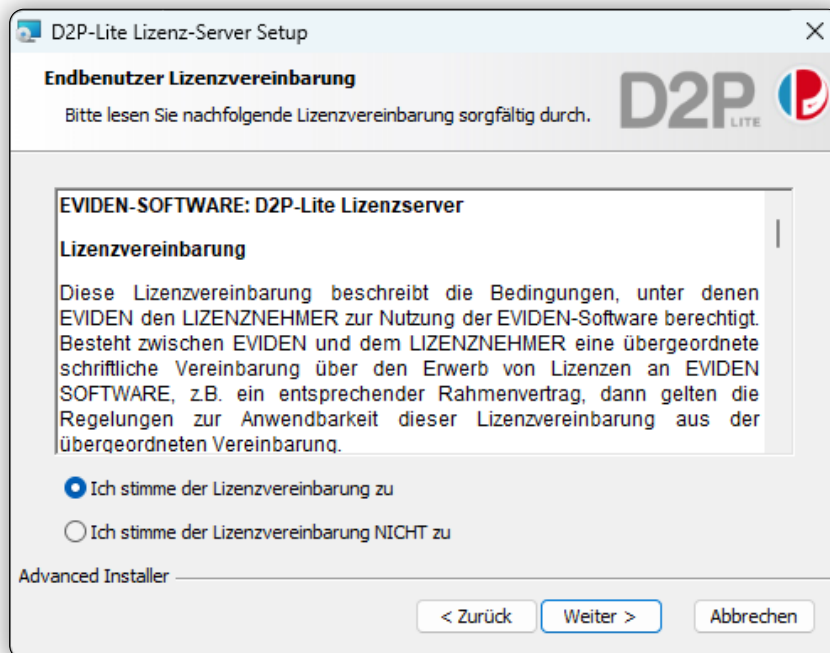 D2P-Lite Lizenz-Server Setup
Endbenutzer Lizenzvereinbarung
Bitte lesen Sie nachfolgende Lizenzvereinbarung sorgfältig durch.
D2P LITE
EVIDEN-SOFTWARE: D2P-Lite Lizenzserver
Lizenzvereinbarung
Diese Lizenzvereinbarung beschreibt die Bedingungen, unter denen
EVIDEN den LIZENZNEHMER zur Nutzung der EVIDEN-Software berechtigt.
Besteht zwischen EVIDEN und dem LIZENZNEHMER eine übergeordnete
schriftliche Vereinbarung über den Erwerb von Lizenzen an EVIDEN
SOFTWARE, z.B. ein entsprechender Rahmenvertrag, dann gelten die
Regelungen zur Anwendbarkeit dieser Lizenzvereinbarung aus der
übergeordneten Vereinbarung.
Ich stimme der Lizenzvereinbarung zu
Ich stimme der Lizenzvereinbarung NICHT zu
Advanced Installer
< Zurück Weiter > Abbrechen